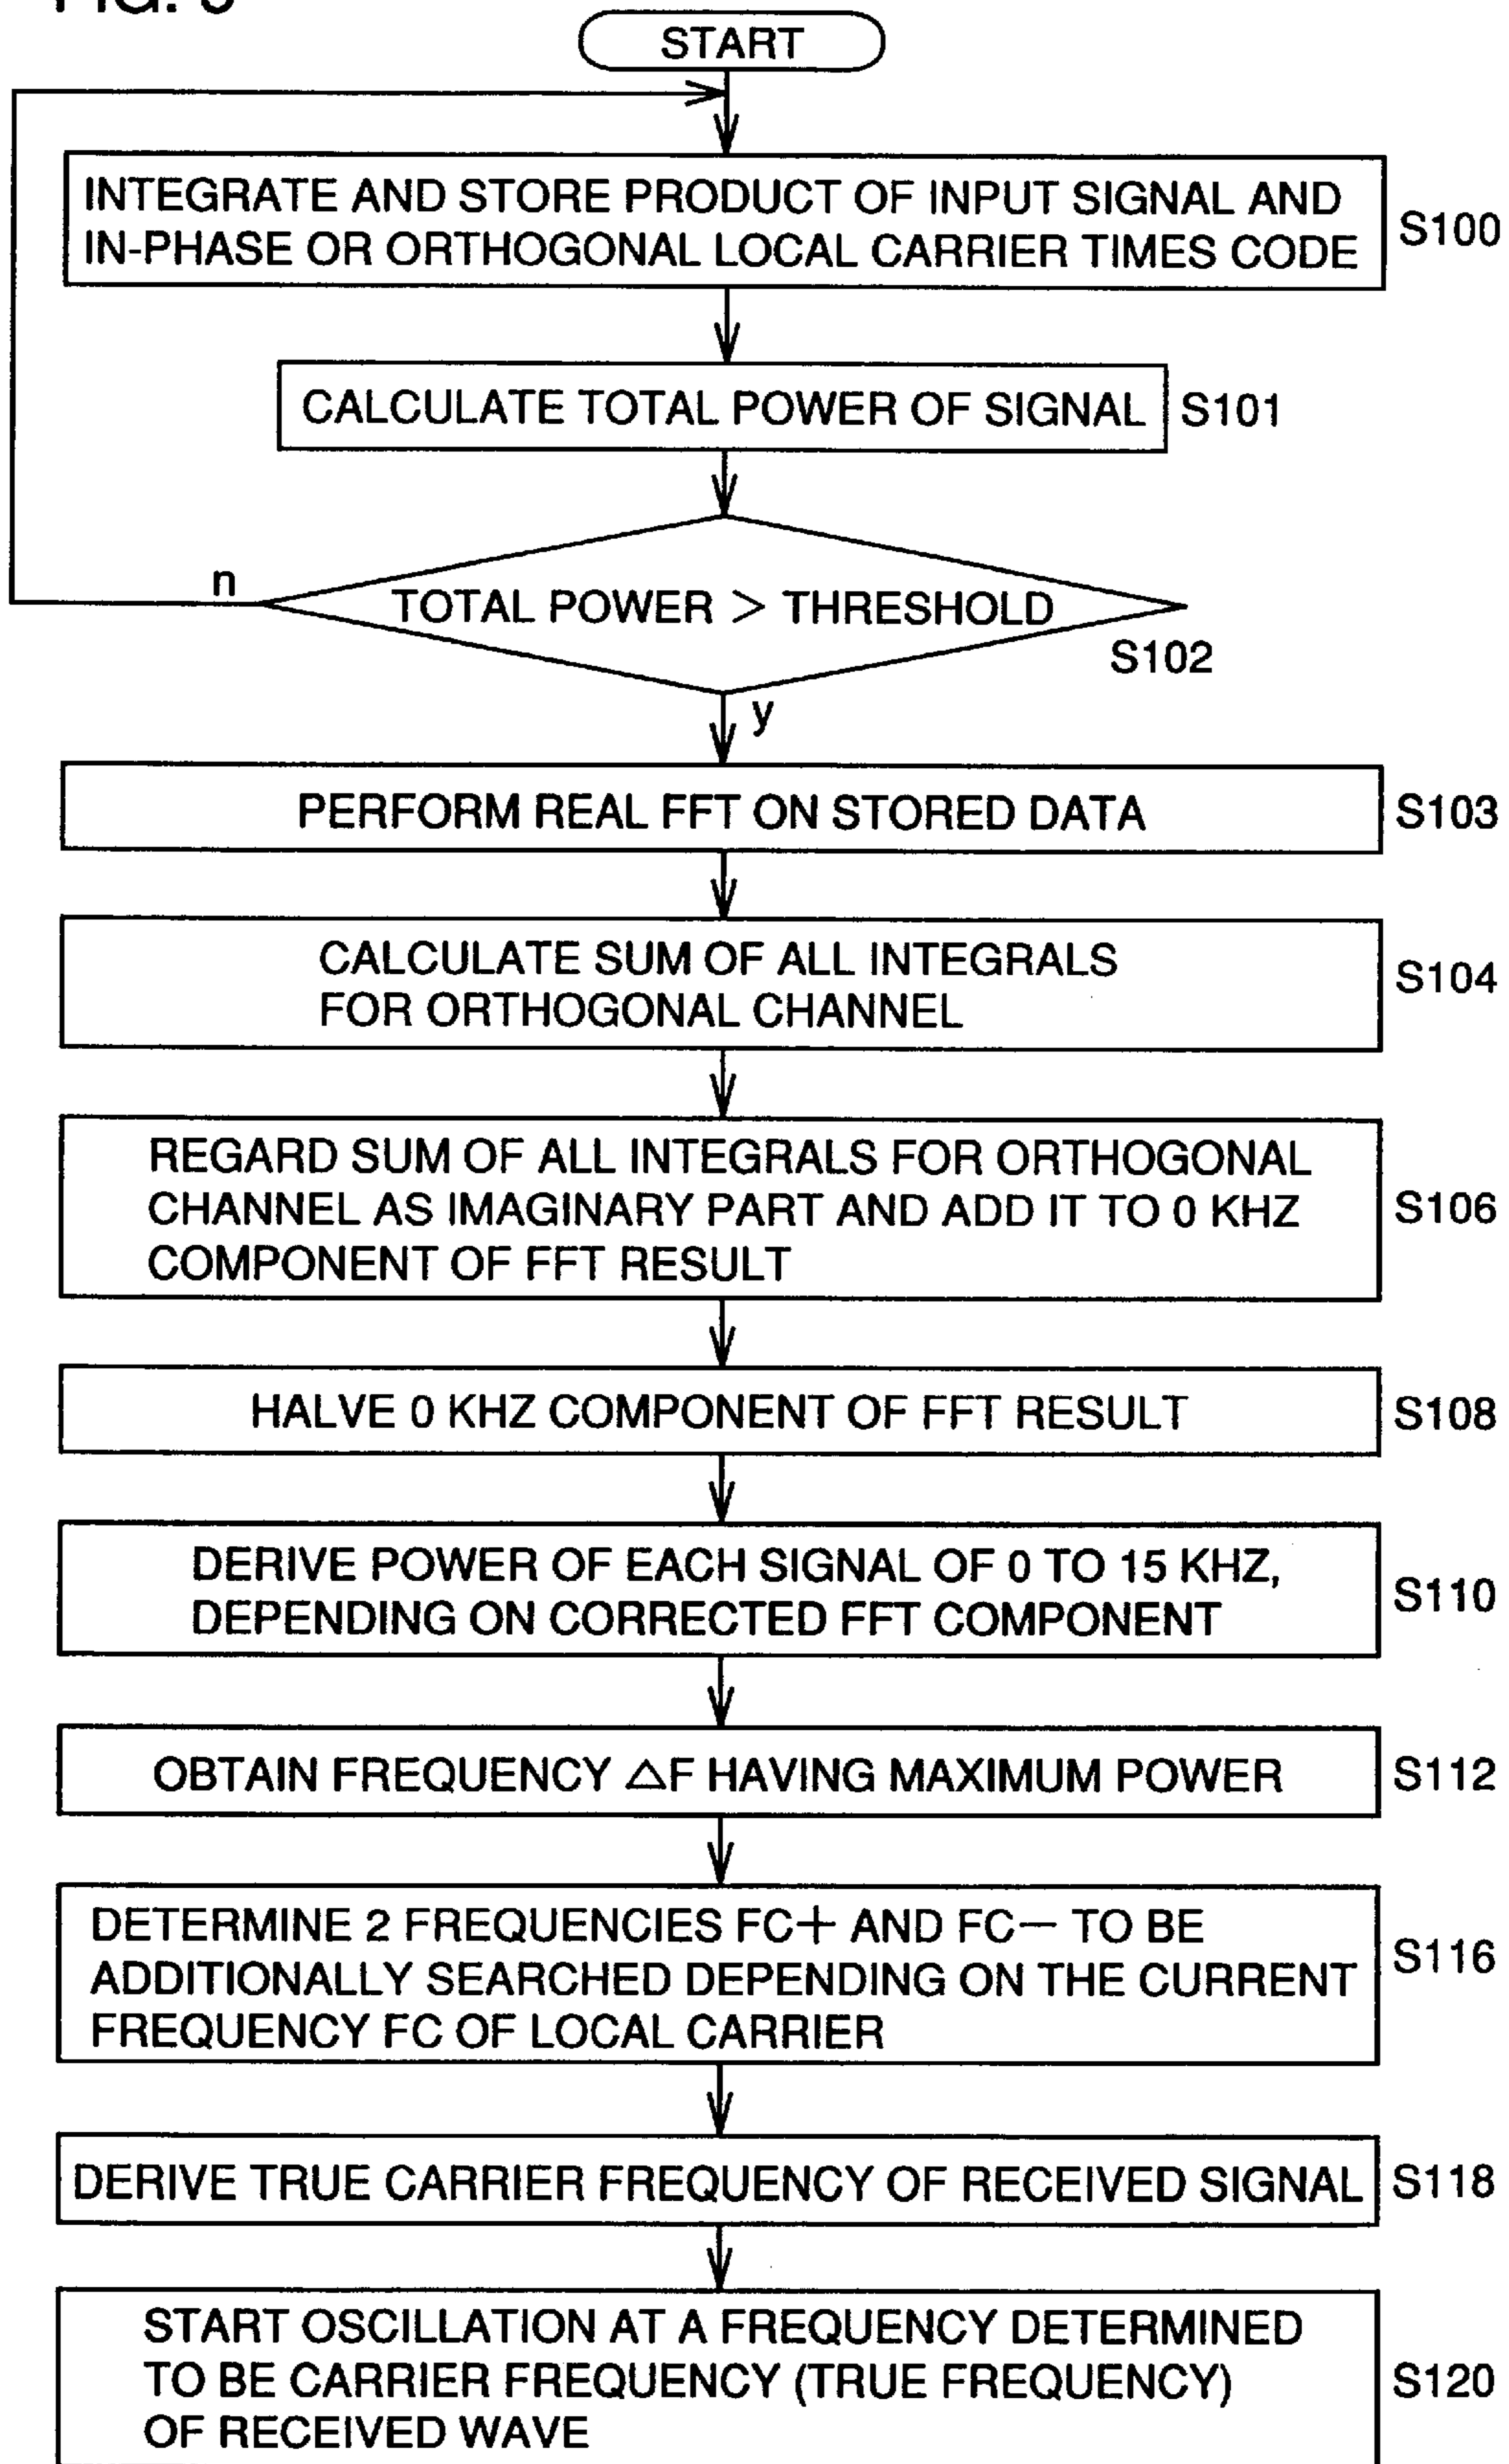 START
INTEGRATE AND STORE PRODUCT OF INPUT SIGNAL AND
IN-PHASE OR ORTHOGONAL LOCAL CARRIER TIMES CODE
S100
CALCULATE TOTAL POWER OF SIGNAL
S101
n
TOTAL POWER > THRESHOLD
S102
y
PERFORM REAL FFT ON STORED DATA
S103
CALCULATE SUM OF ALL INTEGRALS
FOR ORTHOGONAL CHANNEL
S104
REGARD SUM OF ALL INTEGRALS FOR ORTHOGONAL
CHANNEL AS IMAGINARY PART AND ADD IT TO 0 KHZ
COMPONENT OF FFT RESULT
S106
HALVE 0 KHZ COMPONENT OF FFT RESULT
S108
DERIVE POWER OF EACH SIGNAL OF 0 TO 15 KHZ,
DEPENDING ON CORRECTED FFT COMPONENT
S110
OBTAIN FREQUENCY △F HAVING MAXIMUM POWER
S112
DETERMINE 2 FREQUENCIES FC+ AND FC− TO BE
ADDITIONALLY SEARCHED DEPENDING ON THE CURRENT
FREQUENCY FC OF LOCAL CARRIER
S116
DERIVE TRUE CARRIER FREQUENCY OF RECEIVED SIGNAL
S118
START OSCILLATION AT A FREQUENCY DETERMINED
TO BE CARRIER FREQUENCY (TRUE FREQUENCY)
OF RECEIVED WAVE
S120